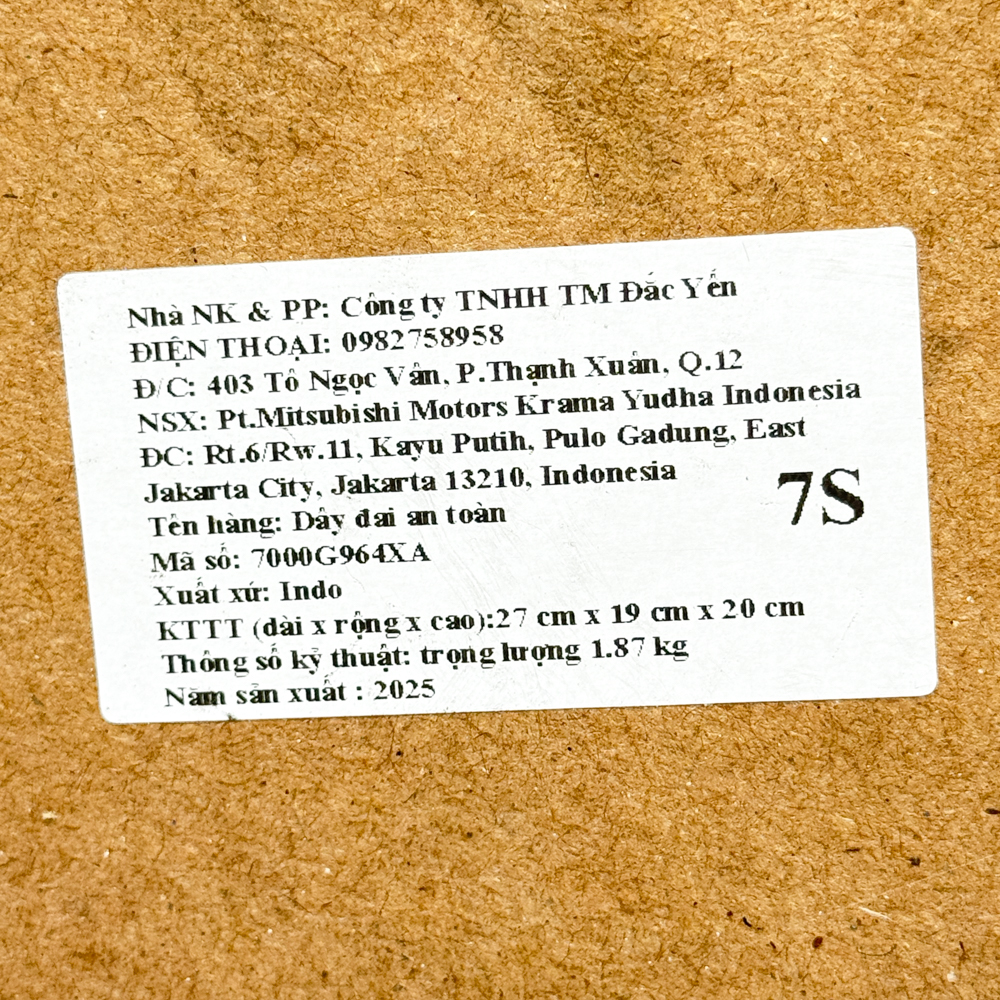 Nhà NK & PP: Công ty TNHH TM Đắc Yến
ĐIỆN THOẠI: 0982758958
Đ/C: 403 Tô Ngọc Vân, P.Thạnh Xuân, Q.12
NSX: Pt.Mitsubishi Motors Krama Yudha Indonesia
ĐC: Rt.6/Rw.11, Kayu Putih, Pulo Gadung, East
Jakarta City, Jakarta 13210, Indonesia
7S
Tên hàng: Dây đai an toàn
Mã số: 7000G964XA
Xuất xứ: Indo
KTTT (dài x rộng x cao):27 cm x 19 cm x 20 cm
Thông số kỹ thuật: trọng lượng 1.87 kg
Năm sản xuất : 2025